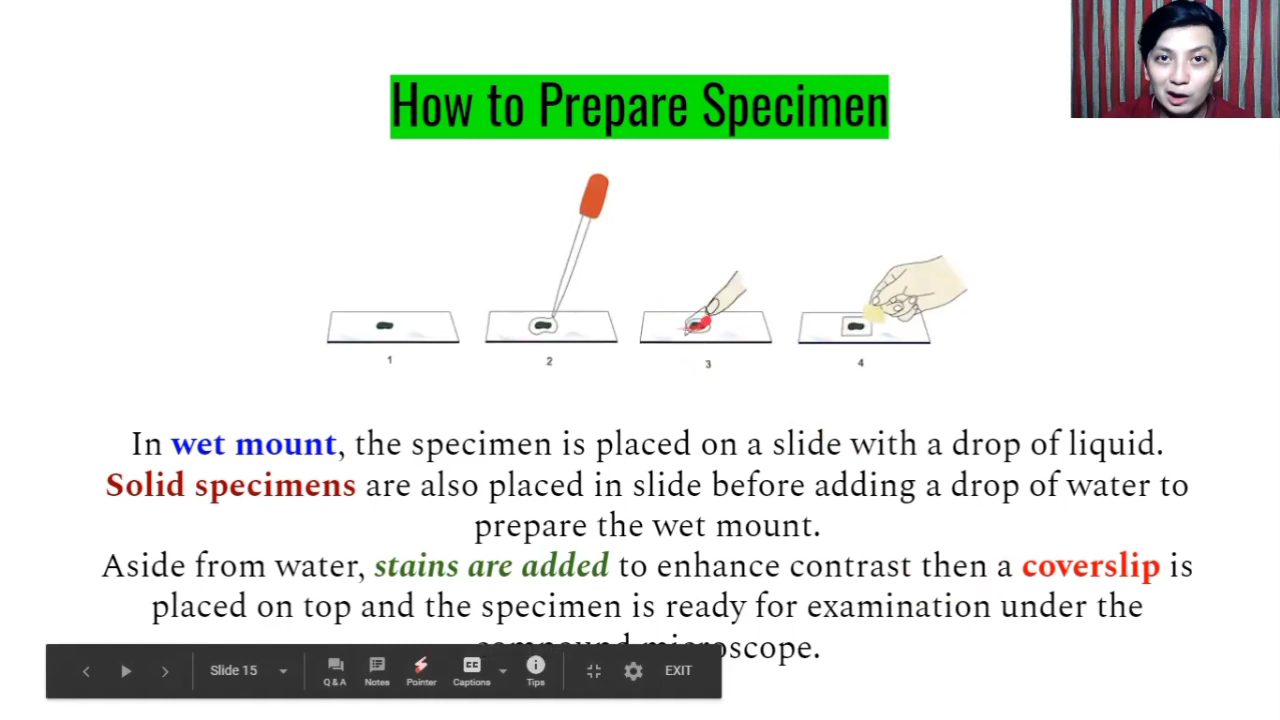 How to Prepare Specimen
1
2
3
4
In wet mount, the specimen is placed on a slide with a drop of liquid.
Solid specimens are also placed in slide before adding a drop of water to
prepare the wet mount.
Aside from water, stains are added to enhance contrast then a coverslip is
placed on top and the specimen is ready for examination under the
compound microscope.
Slide 15
Q & A
Notes
Pointer
CC
Captions
Tips
EXIT